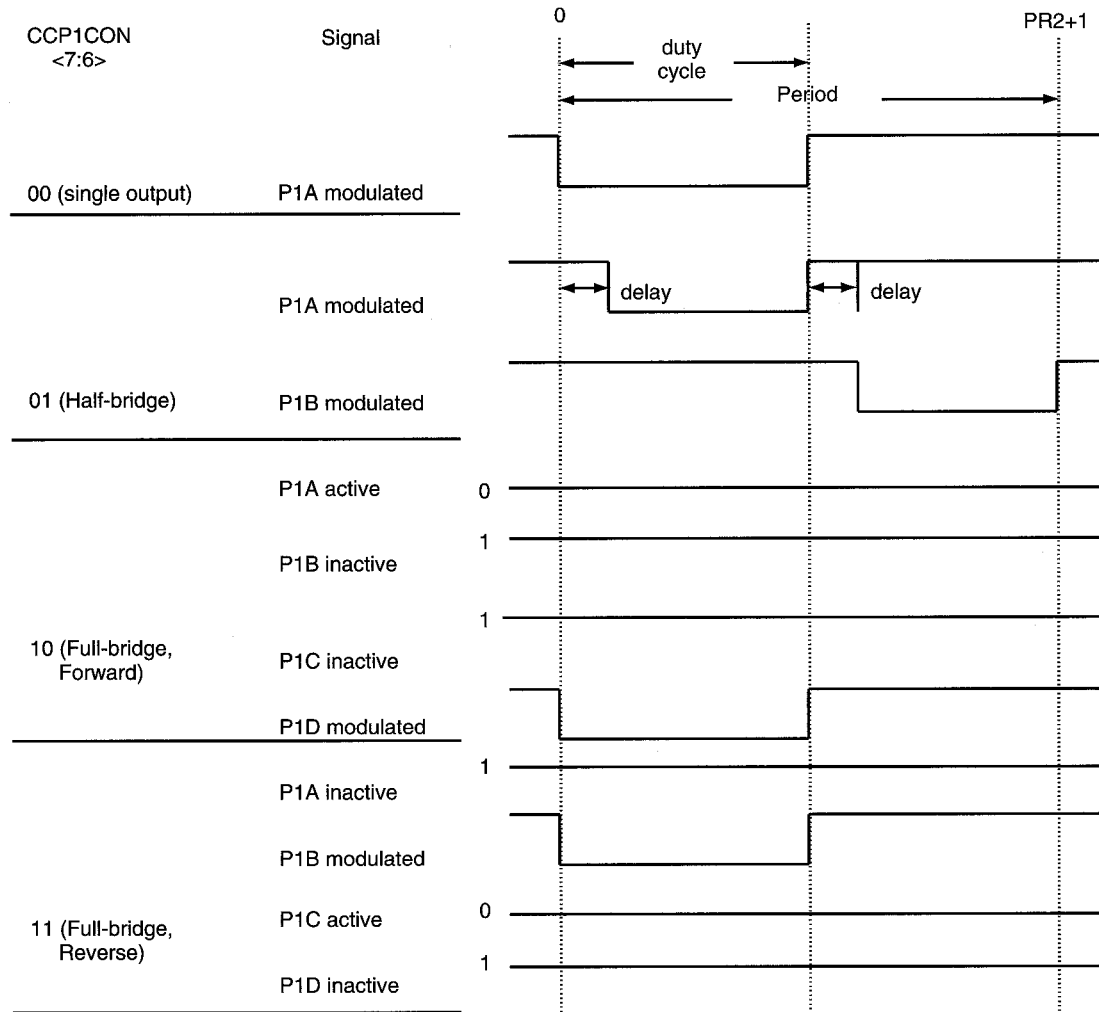 CCP1CON
<7:6>
Signal
0
PR2+1
duty
cycle
Period
00 (single output)
P1A modulated
P1A modulated
delay
delay
01 (Half-bridge)
P1B modulated
P1A active
0
1
P1B inactive
1
10 (Full-bridge,
Forward)
P1C inactive
P1D modulated
1
P1A inactive
P1B modulated
P1C active
0
11 (Full-bridge,
Reverse)
1
P1D inactive